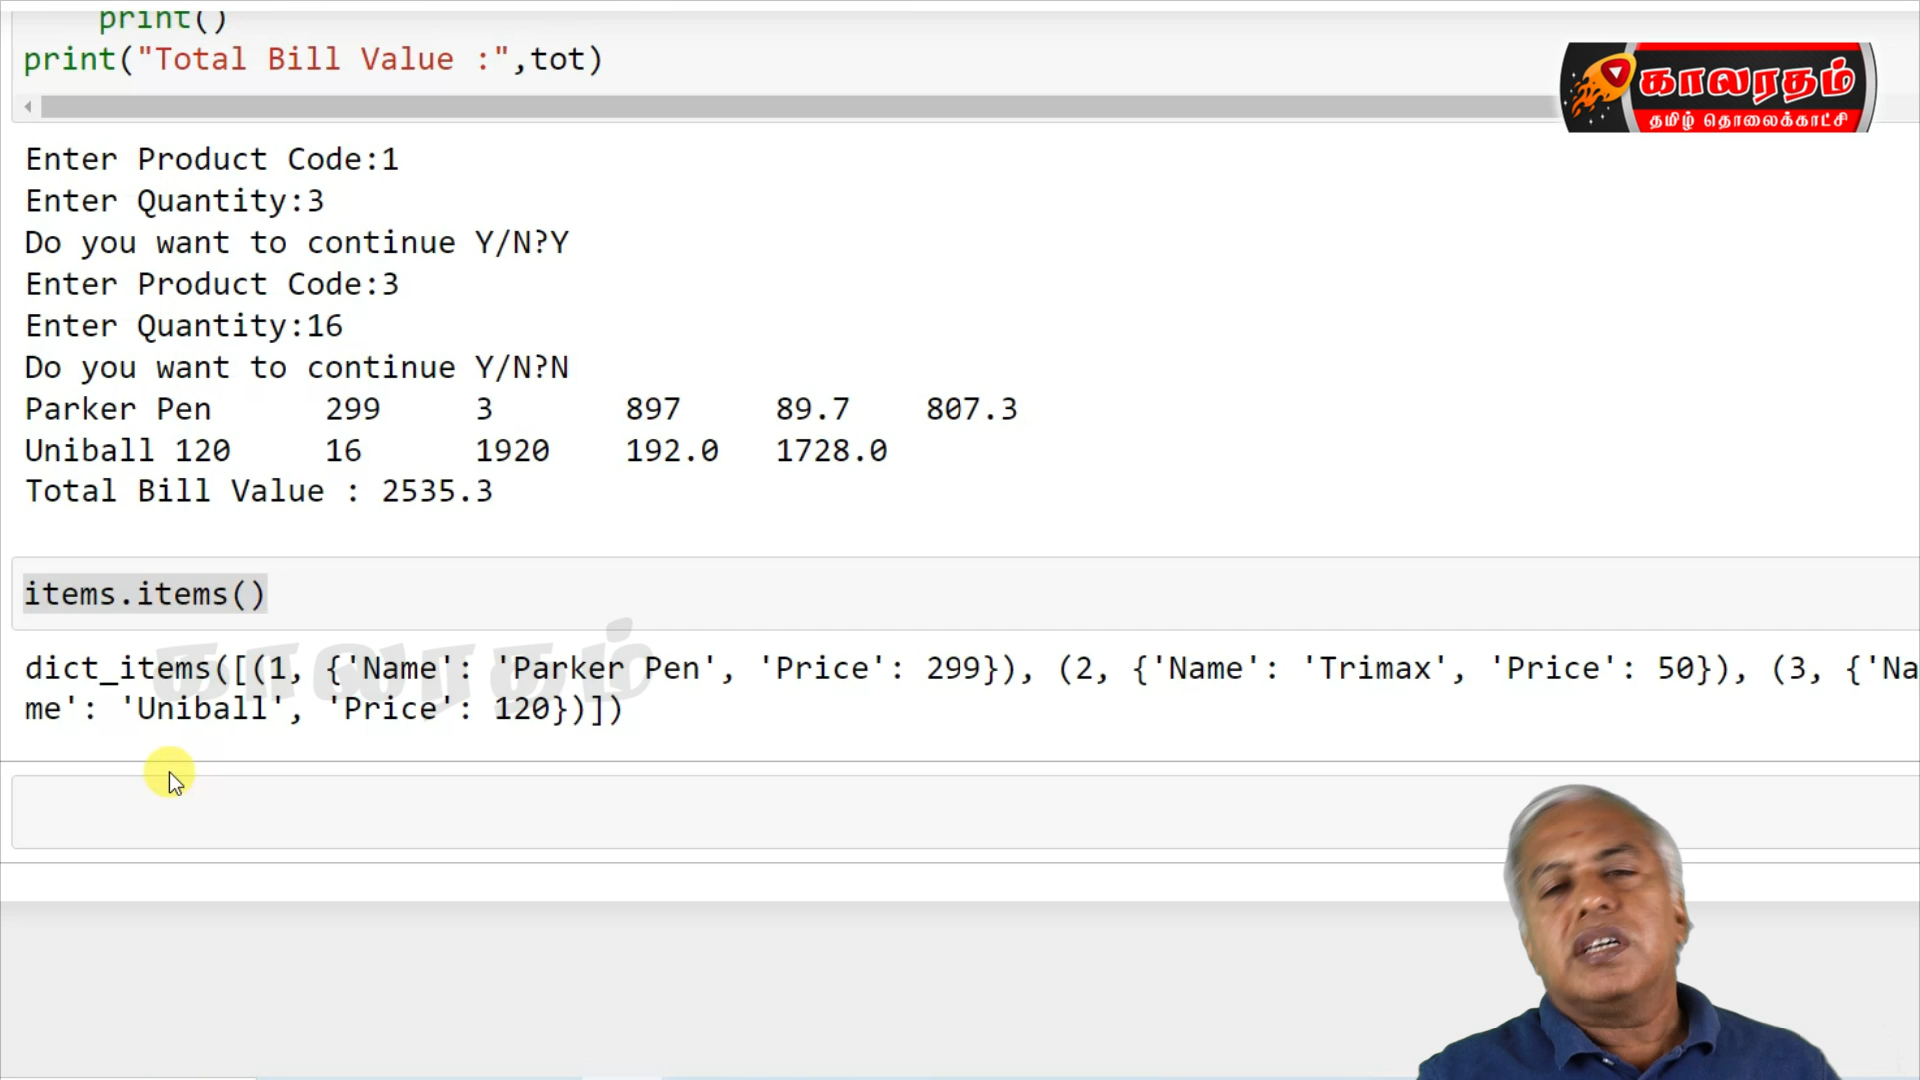 print()
print("Total Bill Value :",tot)
காலரதம்
தமிழ் தொலைக்காட்சி
Enter Product Code:1
Enter Quantity:3
Do you want to continue Y/N?Y
Enter Product Code:3
Enter Quantity:16
Do you want to continue Y/N?N
Parker Pen 299 3 897 89.7 807.3
Uniball 120 16 1920 192.0 1728.0
Total Bill Value : 2535.3
items.items()
காலரதம்
dict_items([(1, {'Name': 'Parker Pen', 'Price': 299}), (2, {'Name': 'Trimax', 'Price': 50}), (3, {'Na
me': 'Uniball', 'Price': 120})])